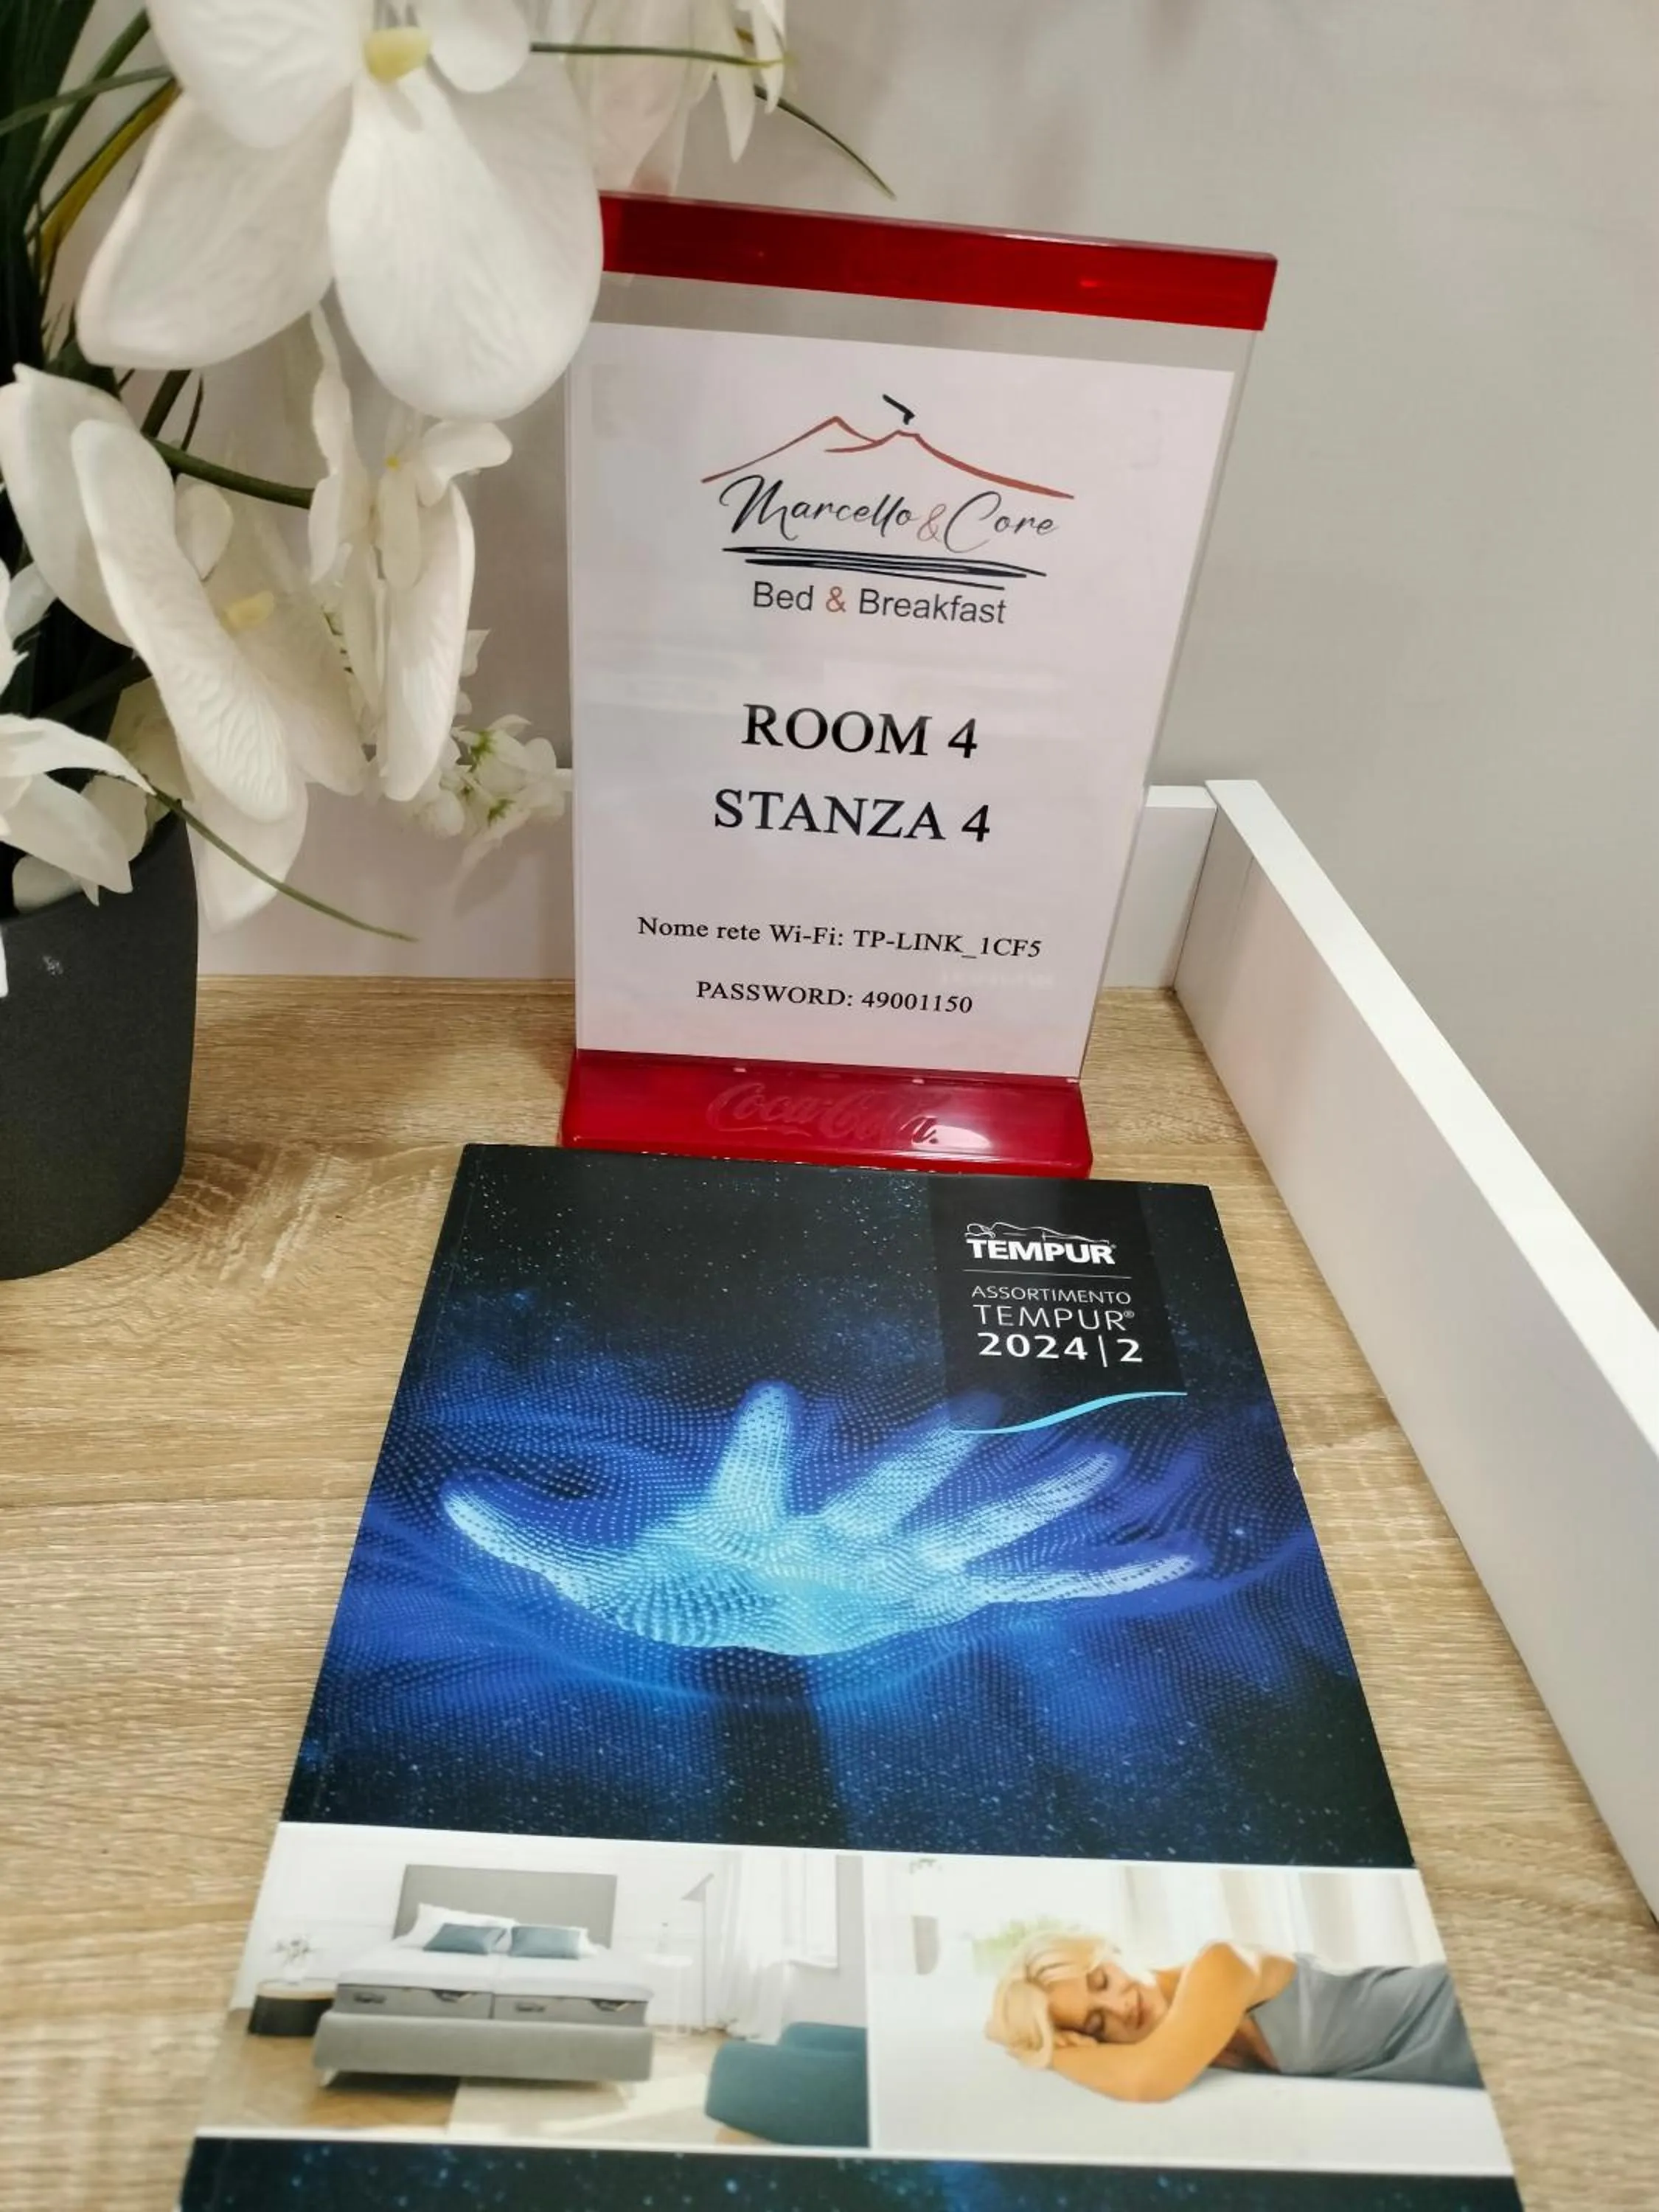 Marcello & Core
Bed & Breakfast
ROOM 4
STANZA 4
Nome rete Wi-Fi: TP-LINK_1CF5
PASSWORD: 49001150
Coca-Cola
TEMPUR®
ASSORTIMENTO
TEMPUR®
2024|2